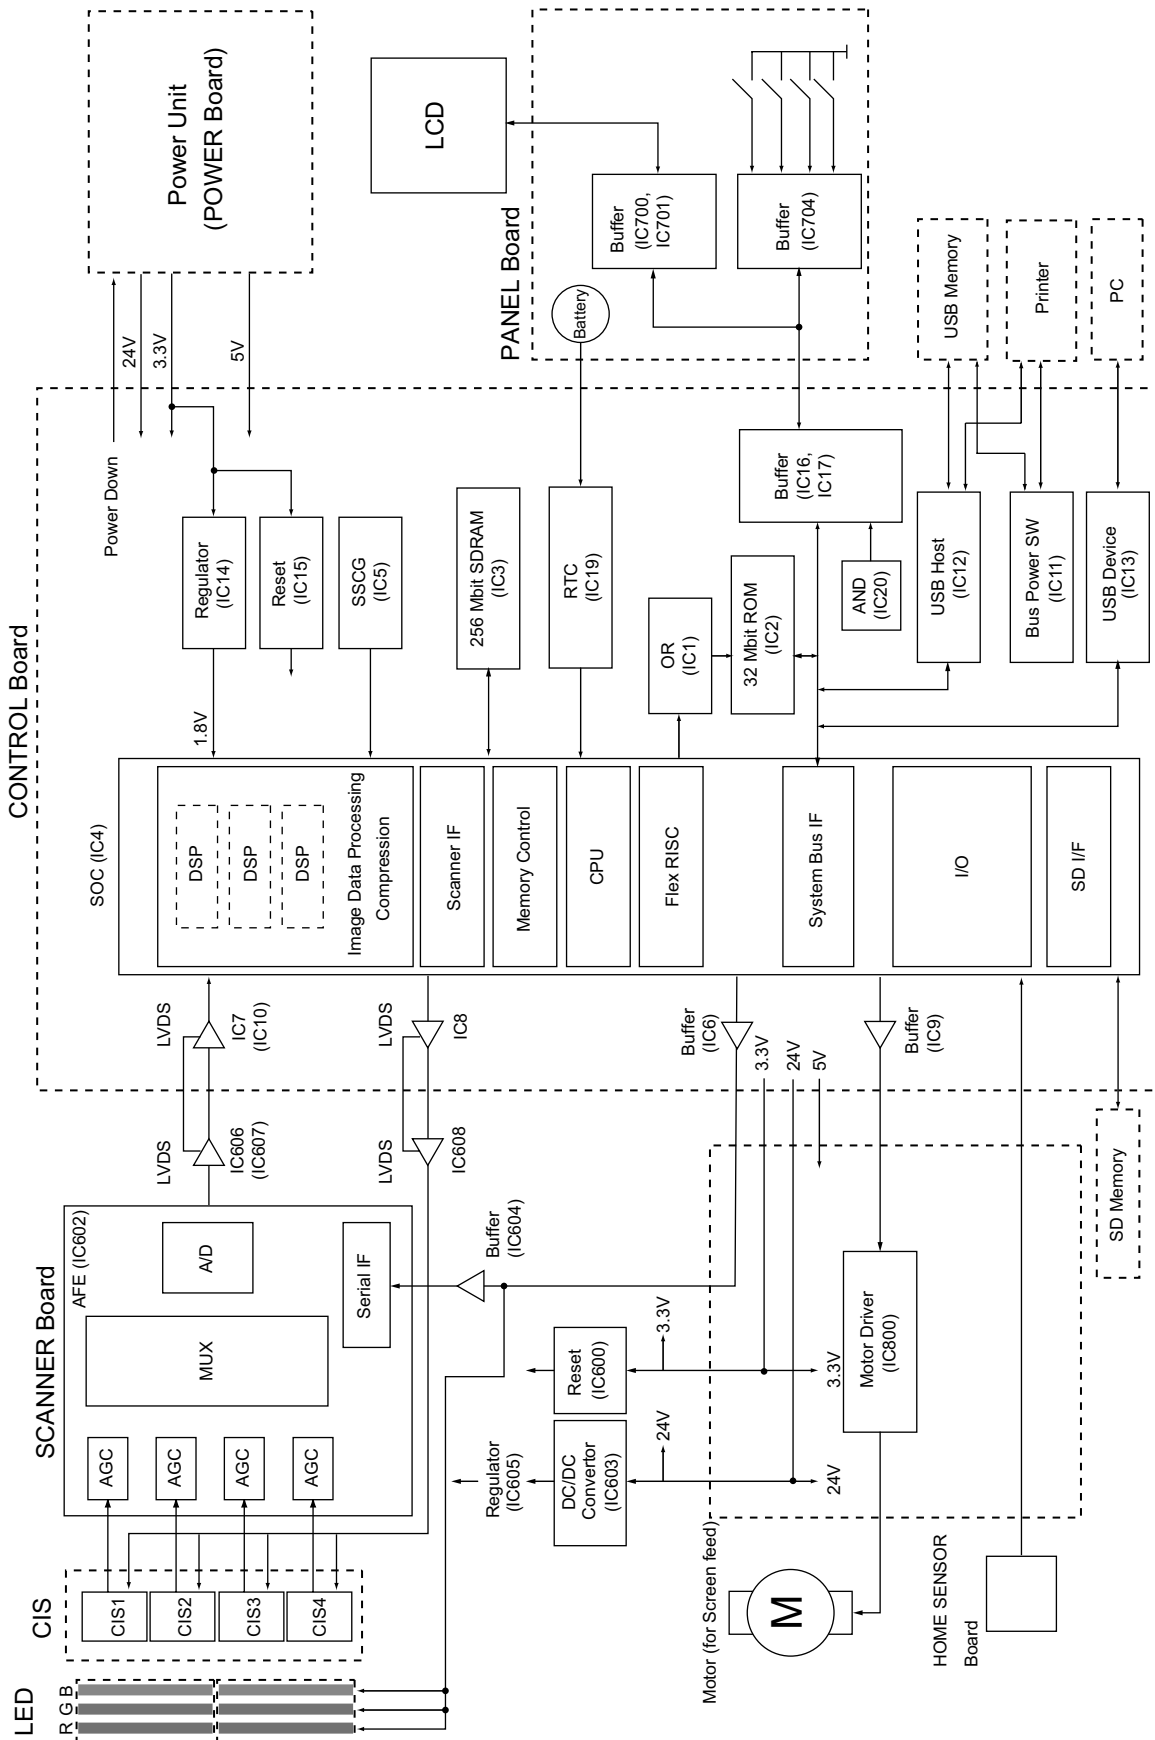 LED
R G B
CIS
CIS1
CIS2
CIS3
CIS4
SCANNER Board
AFE (IC602)
AGC
AGC
AGC
AGC
MUX
A/D
Serial IF
LVDS
IC606
(IC607)
LVDS
IC608
Buffer
(IC604)
Regulator
(IC605)
DC/DC
Convertor
(IC603)
24V
Reset
(IC600)
3.3V
24V
3.3V
Motor (for Screen feed)
M
Motor Driver
(IC800)
HOME SENSOR
Board
SD Memory
CONTROL Board
LVDS
IC7
(IC10)
LVDS
IC8
Buffer
(IC6)
3.3V
24V
5V
Buffer
(IC9)
SOC (IC4)
DSP
DSP
DSP
Image Data Processing
Compression
Scanner IF
Memory Control
CPU
Flex RISC
System Bus IF
I/O
SD I/F
1.8V
Regulator
(IC14)
Reset
(IC15)
SSCG
(IC5)
256 Mbit SDRAM
(IC3)
RTC
(IC19)
OR
(IC1)
32 Mbit ROM
(IC2)
Buffer
(IC16,
IC17)
AND
(IC20)
USB Host
(IC12)
Bus Power SW
(IC11)
USB Device
(IC13)
Power Down
24V
3.3V
5V
Power Unit
(POWER Board)
LCD
PANEL Board
Battery
Buffer
(IC700,
IC701)
Buffer
(IC704)
USB Memory
Printer
PC